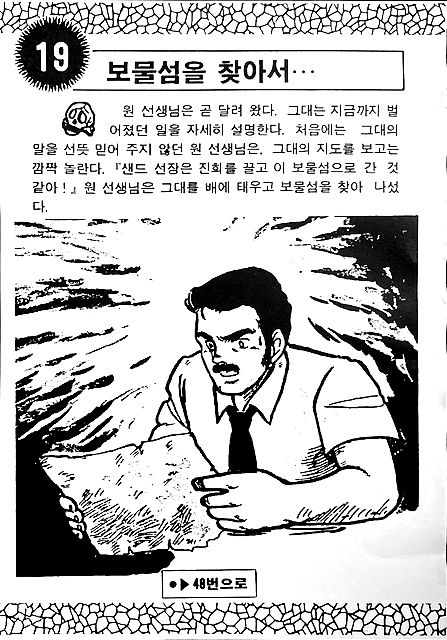 19
보물섬을 찾아서…
원 선생님은 곧 달려 왔다. 그대는 지금까지 벌
어졌던 일을 자세히 설명한다. 처음에는 그대의
말을 선뜻 믿어 주지 않던 원 선생님은, 그대의 지도를 보고는
깜짝 놀란다. 『샌드 선장은 진희를 끌고 이 보물섬으로 간 것
같아!』 원 선생님은 그대를 배에 태우고 보물섬을 찾아 나섰
다.
●▶48번으로